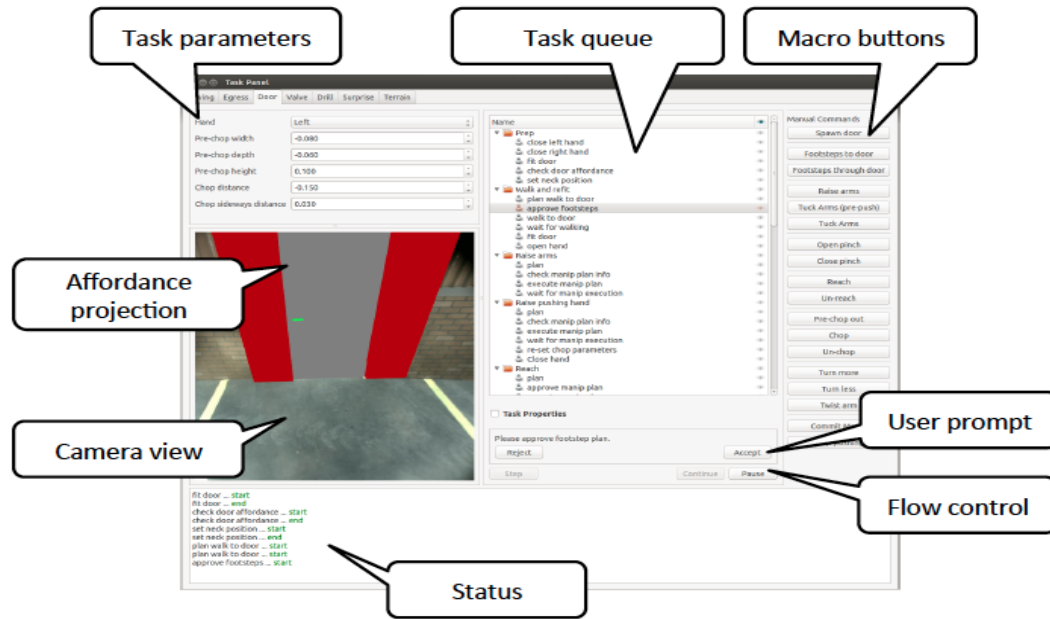 Task parameters
Task queue
Macro buttons
Task Panel
Egress Door Valve Drill Surprise Terrain
Hand Left
Pre-chop width -0.080
Pre-chop depth -0.060
Pre-chop height 0.100
Chop distance -0.150
Chop sideways distance 0.030
Name
Prep
close left hand
close right hand
fit door
check door affordance
set neck position
Walk and refit
plan walk to door
approve footsteps
walk to door
wait for walking
fit door
open hand
Raise arms
plan
check manip plan info
execute manip plan
wait for manip execution
Raise pushing hand
plan
check manip plan info
execute manip plan
wait for manip execution
re-set chop parameters
Close hand
Reach
plan
approve manip plan
Manual Commands
Spawn door
Footsteps to door
Footsteps through door
Raise arms
Tuck Arms (pre-push)
Tuck Arms
Open pinch
Close pinch
Reach
Un-reach
Pre-chop out
Chop
Un-chop
Turn more
Turn less
Twist arm
Commit
Affordance
projection
Camera view
Task Properties
Please approve footstep plan.
Reject Accept
Step Continue Pause
User prompt
Flow control
fit door ... start
fit door ... end
check door affordance ... start
check door affordance ... end
set neck position ... start
set neck position ... end
plan walk to door ... start
plan walk to door ... start
approve footsteps ... start
Status